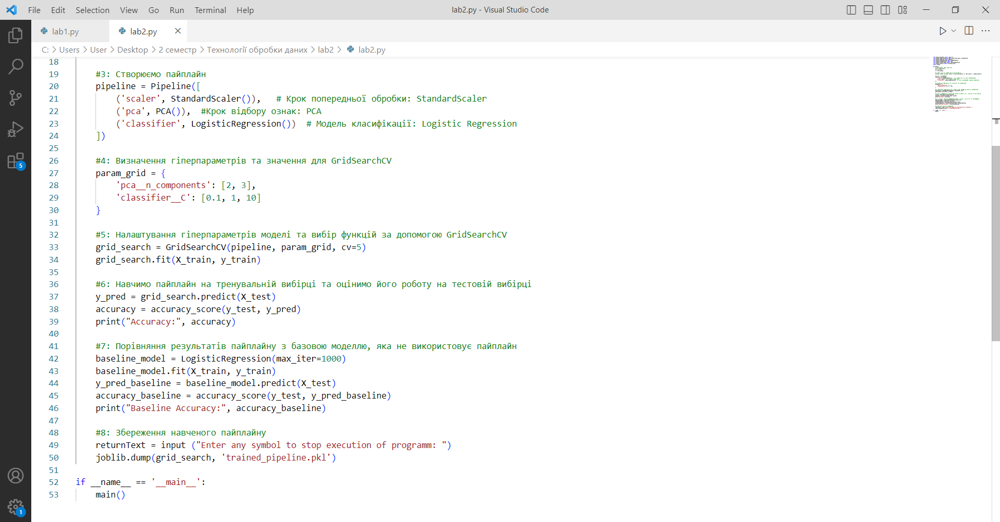 File Edit Selection View Go Run Terminal Help lab2.py - Visual Studio Code
lab1.py lab2.py
C: > Users > User > Desktop > 2 семестр > Технології обробки даних > lab2 > lab2.py
18
19 #3: Створюємо пайплайн
20 pipeline = Pipeline([
21 ('scaler', StandardScaler()), # Крок попередньої обробки: StandardScaler
22 ('pca', PCA()), #Крок відбору ознак: PCA
23 ('classifier', LogisticRegression()) # Модель класифікації: Logistic Regression
24 ])
25
26 #4: Визначення гіперпараметрів та значення для GridSearchCV
27 param_grid = {
28 'pca__n_components': [2, 3],
29 'classifier__C': [0.1, 1, 10]
30 }
31
32 #5: Налаштування гіперпараметрів моделі та вибір функцій за допомогою GridSearchCV
33 grid_search = GridSearchCV(pipeline, param_grid, cv=5)
34 grid_search.fit(X_train, y_train)
35
36 #6: Навчимо пайплайн на тренувальній вибірці та оцінимо його роботу на тестовій вибірці
37 y_pred = grid_search.predict(X_test)
38 accuracy = accuracy_score(y_test, y_pred)
39 print("Accuracy:", accuracy)
40
41 #7: Порівняння результатів пайплайну з базовою моделлю, яка не використовує пайплайн
42 baseline_model = LogisticRegression(max_iter=1000)
43 baseline_model.fit(X_train, y_train)
44 y_pred_baseline = baseline_model.predict(X_test)
45 accuracy_baseline = accuracy_score(y_test, y_pred_baseline)
46 print("Baseline Accuracy:", accuracy_baseline)
47
48 #8: Збереження навченого пайплайну
49 returnText = input ("Enter any symbol to stop execution of programm: ")
50 joblib.dump(grid_search, 'trained_pipeline.pkl')
51
52 if __name__ == '__main__':
53 main()
5
1